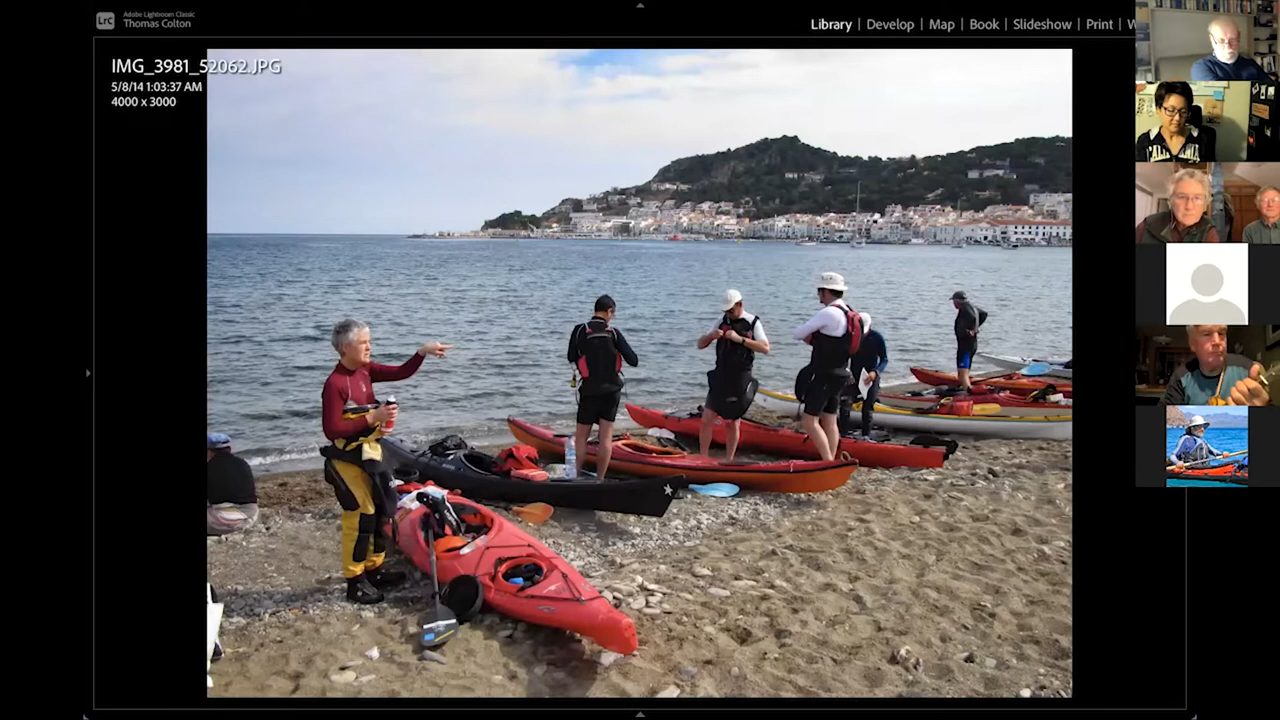 LrC
Adobe Lightroom Classic
Thomas Colton
Library | Develop | Map | Book | Slideshow | Print | W
IMG_3981_52062.JPG
5/8/14 1:03:37 AM
4000 x 3000
CALIFORNIA